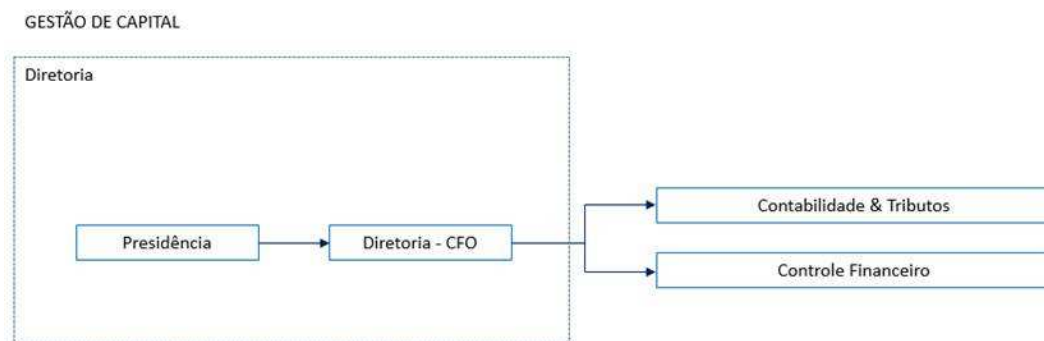 GESTÃO DE CAPITAL
Diretoria
Contabilidade & Tributos
Presidência
Diretoria - CFO
Controle Financeiro